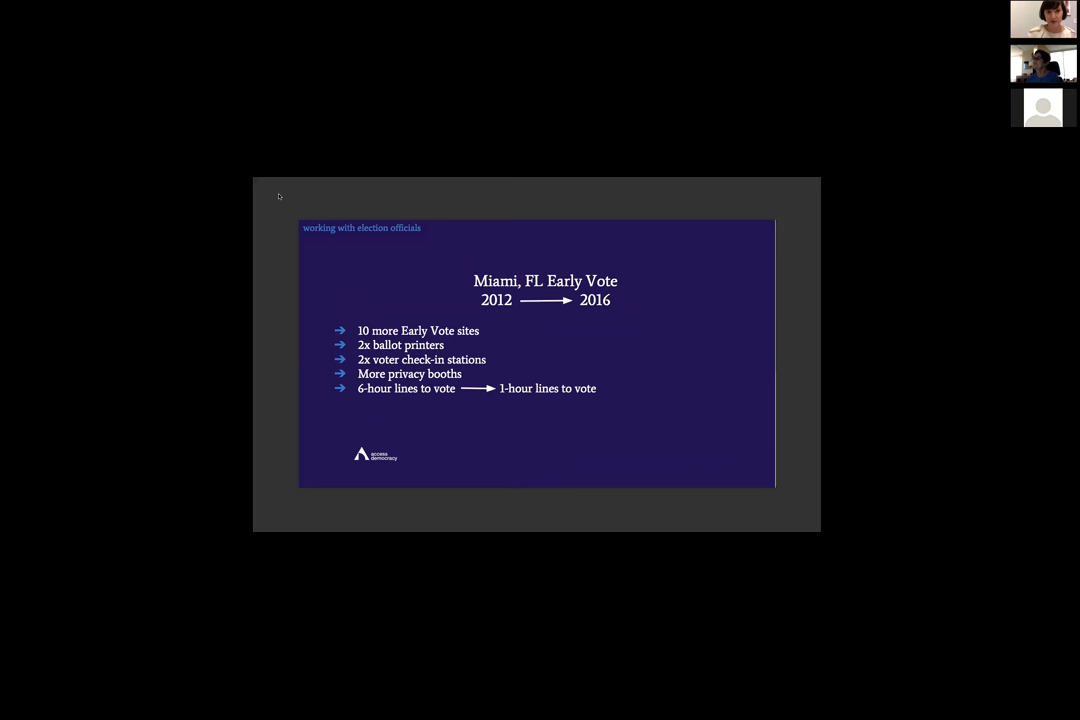 working with election officials
Miami, FL Early Vote
2012 → 2016
→ 10 more Early Vote sites
→ 2x ballot printers
→ 2x voter check-in stations
→ More privacy booths
→ 6-hour lines to vote → 1-hour lines to vote
access
democracy